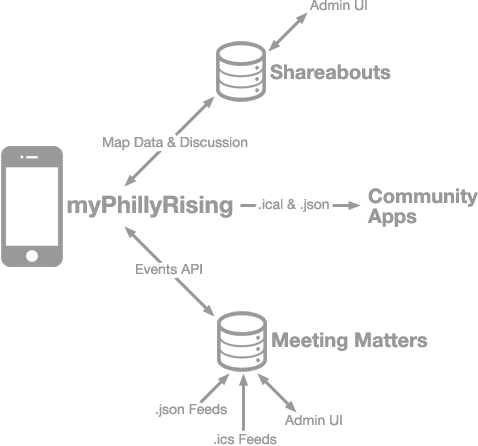 Admin UI
Shareabouts
Map Data & Discussion
myPhillyRising
.ical & .json
Community
Apps
Events API
Meeting Matters
.json Feeds
Admin UI
.ics Feeds